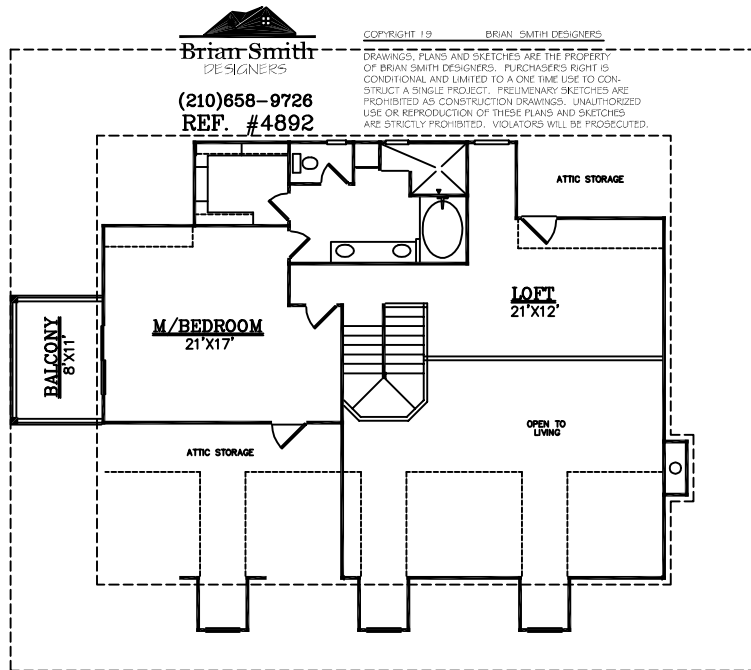 Brian Smith
DESIGNERS
(210)658-9726
REF. #4892
COPYRIGHT 19 BRIAN SMITH DESIGNERS
DRAWINGS, PLANS AND SKETCHES ARE THE PROPERTY
OF BRIAN SMITH DESIGNERS. PURCHASERS RIGHT IS
CONDITIONAL AND LIMITED TO A ONE TIME USE TO CON-
STRUCT A SINGLE PROJECT. PRELIMENARY SKETCHES ARE
PROHIBITED AS CONSTRUCTION DRAWINGS. UNAUTHORIZED
USE OR REPRODUCTION OF THESE PLANS AND SKETCHES
ARE STRICTLY PROHIBITED. VIOLATORS WILL BE PROSECUTED.
ATTIC STORAGE
LOFT
21'X12'
M/BEDROOM
21'X17'
BALCONY
8'X11'
OPEN TO
LIVING
ATTIC STORAGE